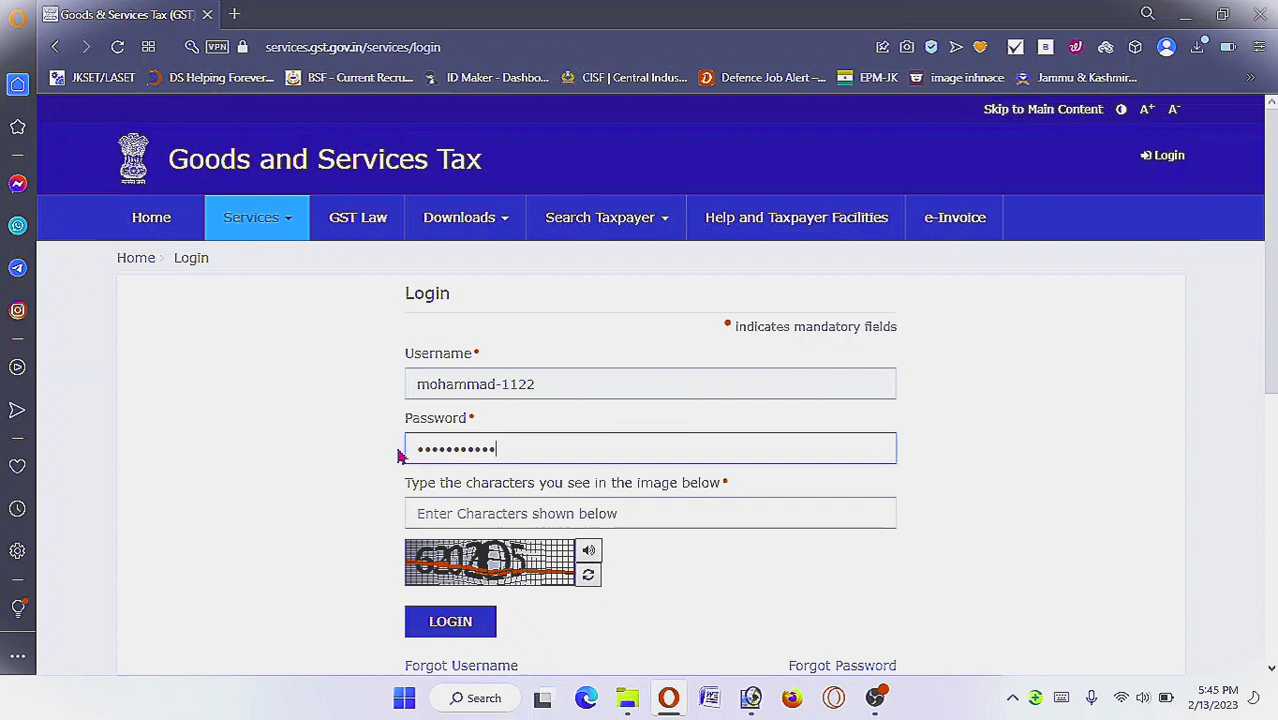 Goods & Services Tax (GST)
VPN services.gst.gov.in/services/login
JKSET/LASET DS Helping Forever... BSF - Current Recru... ID Maker - Dashbo... CISF | Central Indus... Defence Job Alert –... EPM-JK image inhnace Jammu & Kashmir...
Skip to Main Content A+ A-
Goods and Services Tax
Login
Home Services GST Law Downloads Search Taxpayer Help and Taxpayer Facilities e-Invoice
Home Login
Login
• indicates mandatory fields
Username•
mohammad-1122
Password•
•••••••••••
Type the characters you see in the image below•
Enter Characters shown below
LOGIN
Forgot Username Forgot Password
Search
5:45 PM
2/13/2023